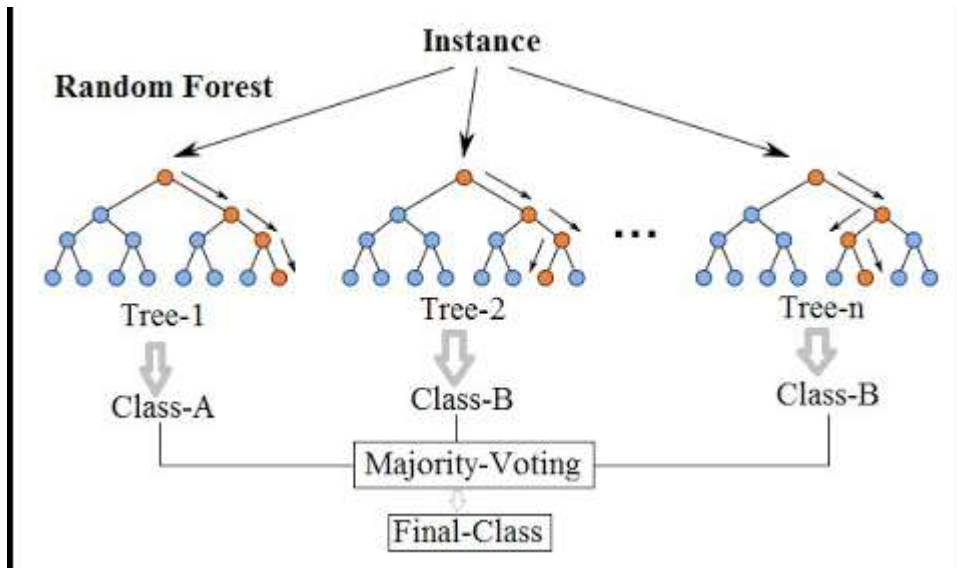 Instance
Random Forest
...
Tree-1
Tree-2
Tree-n
Class-A
Class-B
Class-B
Majority-Voting
Final-Class